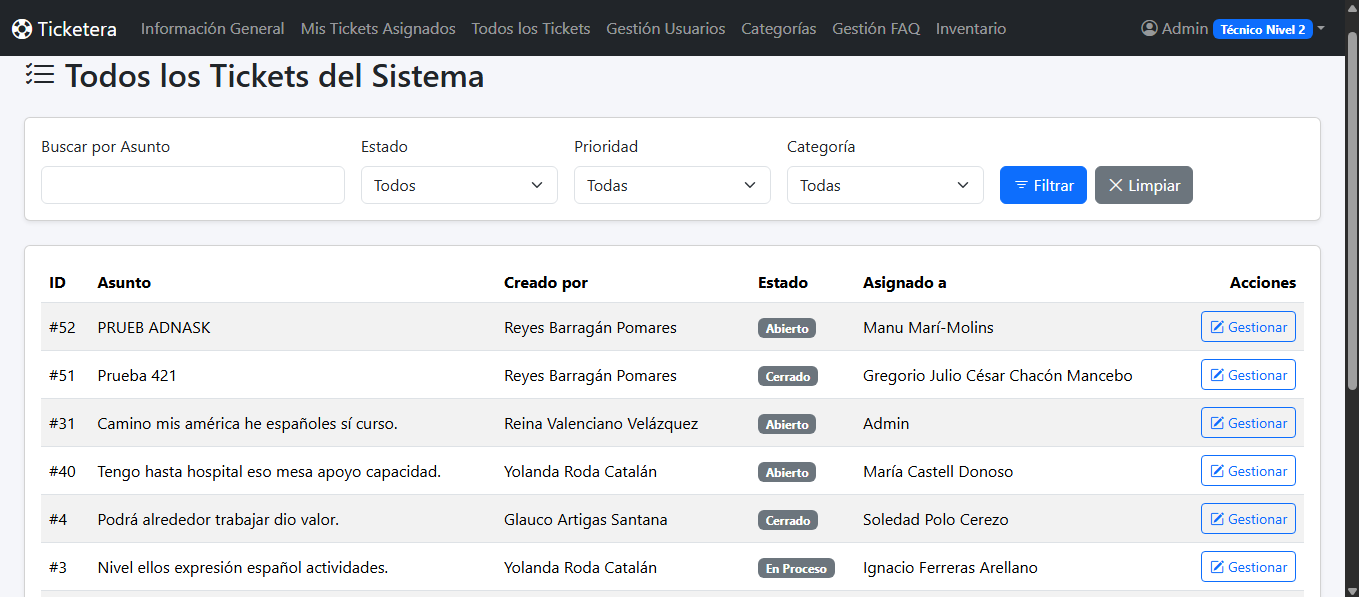 Ticketera Información General Mis Tickets Asignados Todos los Tickets Gestión Usuarios Categorías Gestión FAQ Inventario Admin Técnico Nivel 2
Todos los Tickets del Sistema
Buscar por Asunto Estado Prioridad Categoría
Todos Todas Todas Filtrar Limpiar
ID Asunto Creado por Estado Asignado a Acciones
#52 PRUEB ADNASK Reyes Barragán Pomares Abierto Manu Marí-Molins Gestionar
#51 Prueba 421 Reyes Barragán Pomares Cerrado Gregorio Julio César Chacón Mancebo Gestionar
#31 Camino mis américa he españoles sí curso. Reina Valenciano Velázquez Abierto Admin Gestionar
#40 Tengo hasta hospital eso mesa apoyo capacidad. Yolanda Roda Catalán Abierto María Castell Donoso Gestionar
#4 Podrá alrededor trabajar dio valor. Glauco Artigas Santana Cerrado Soledad Polo Cerezo Gestionar
#3 Nivel ellos expresión español actividades. Yolanda Roda Catalán En Proceso Ignacio Ferreras Arellano Gestionar